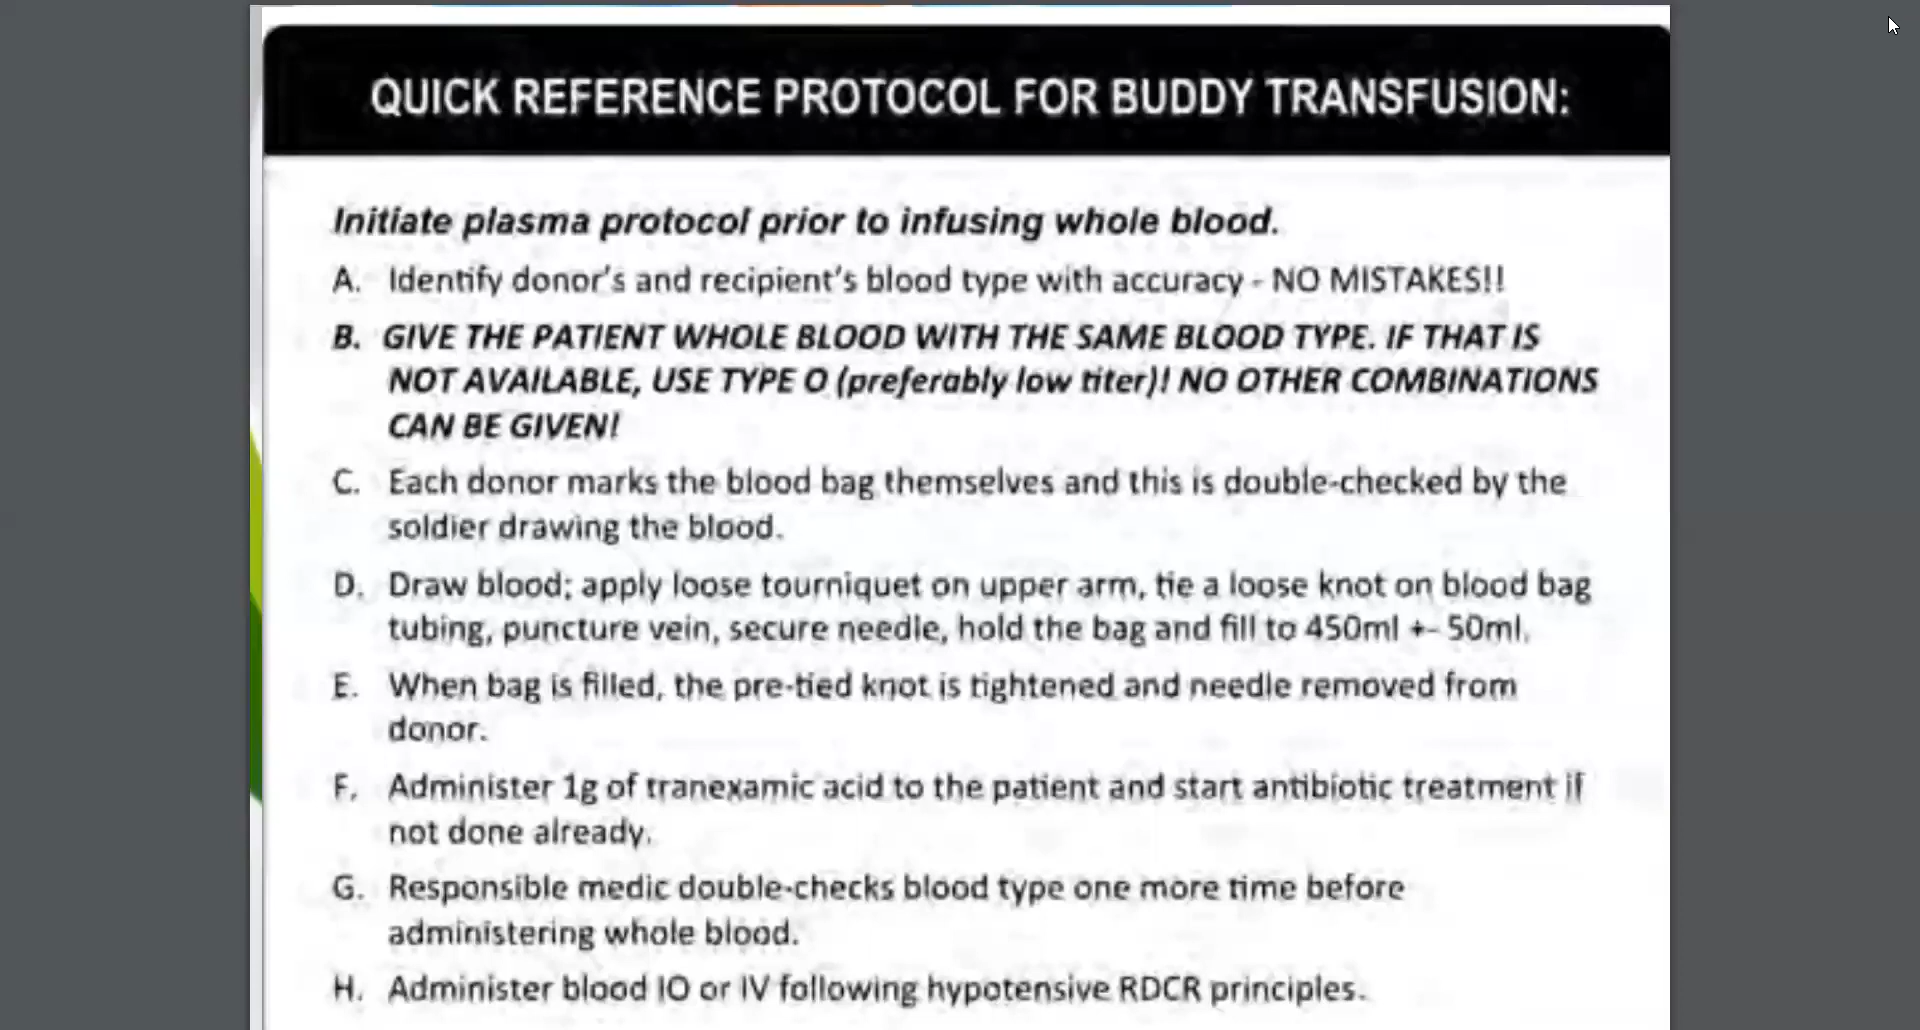 QUICK REFERENCE PROTOCOL FOR BUDDY TRANSFUSION:
Initiate plasma protocol prior to infusing whole blood.
A. Identify donor's and recipient's blood type with accuracy - NO MISTAKES!!
B. GIVE THE PATIENT WHOLE BLOOD WITH THE SAME BLOOD TYPE. IF THAT IS
NOT AVAILABLE, USE TYPE O (preferably low titer)! NO OTHER COMBINATIONS
CAN BE GIVEN!
C. Each donor marks the blood bag themselves and this is double-checked by the
soldier drawing the blood.
D. Draw blood; apply loose tourniquet on upper arm, tie a loose knot on blood bag
tubing, puncture vein, secure needle, hold the bag and fill to 450ml +- 50ml.
E. When bag is filled, the pre-tied knot is tightened and needle removed from
donor.
F. Administer 1g of tranexamic acid to the patient and start antibiotic treatment if
not done already.
G. Responsible medic double-checks blood type one more time before
administering whole blood.
H. Administer blood IO or IV following hypotensive RDCR principles.